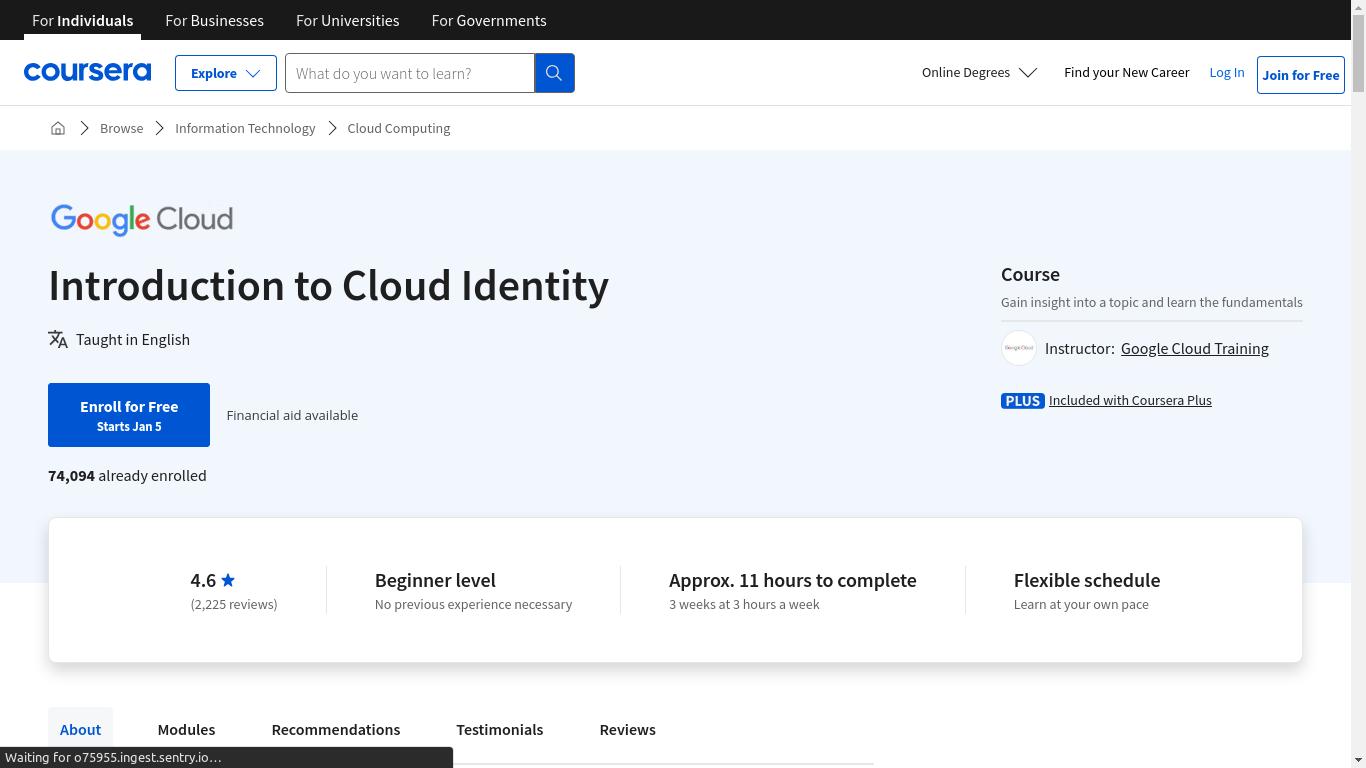 For Individuals For Businesses For Universities For Governments
coursera Explore What do you want to learn? Online Degrees Find your New Career Log In Join for Free
Browse Information Technology Cloud Computing
Google Cloud
Introduction to Cloud Identity
Taught in English
Enroll for Free
Starts Jan 5
Financial aid available
74,094 already enrolled
Course
Gain insight into a topic and learn the fundamentals
Google Cloud
Instructor: Google Cloud Training
PLUS Included with Coursera Plus
4.6
(2,225 reviews)
Beginner level
No previous experience necessary
Approx. 11 hours to complete
3 weeks at 3 hours a week
Flexible schedule
Learn at your own pace
About Modules Recommendations Testimonials Reviews
Waiting for o75955.ingest.sentry.io…